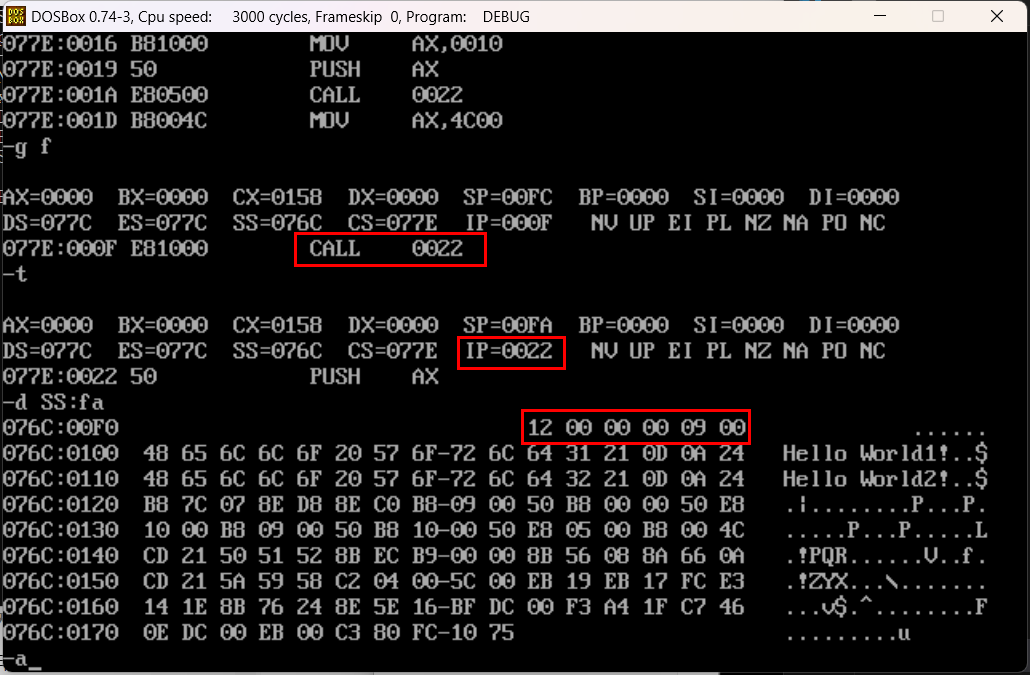 DOSBox 0.74-3, Cpu speed: 3000 cycles, Frameskip 0, Program: DEBUG
077E:0016 B81000 MOV AX,0010
077E:0019 50 PUSH AX
077E:001A E80500 CALL 0022
077E:001D B8004C MOV AX,4C00
-g f
AX=0000 BX=0000 CX=0158 DX=0000 SP=00FC BP=0000 SI=0000 DI=0000
DS=077C ES=077C SS=076C CS=077E IP=000F NV UP EI PL NZ NA PO NC
077E:000F E81000 CALL 0022
-t
AX=0000 BX=0000 CX=0158 DX=0000 SP=00FA BP=0000 SI=0000 DI=0000
DS=077C ES=077C SS=076C CS=077E IP=0022 NV UP EI PL NZ NA PO NC
077E:0022 50 PUSH AX
-d SS:fa
076C:00F0 12 00 00 00 09 00 ......
076C:0100 48 65 6C 6C 6F 20 57 6F-72 6C 64 31 21 0D 0A 24 Hello World1!..$
076C:0110 48 65 6C 6C 6F 20 57 6F-72 6C 64 32 21 0D 0A 24 Hello World2!..$
076C:0120 B8 7C 07 8E D8 8E C0 B8-09 00 50 B8 00 00 50 E8 .|........P...P.
076C:0130 10 00 B8 09 00 50 B8 10-00 50 E8 05 00 B8 00 4C .....P...P.....L
076C:0140 CD 21 50 51 52 8B EC B9-00 00 8B 56 08 8A 66 0A .!PQR......V..f.
076C:0150 CD 21 5A 59 58 C2 04 00-5C 00 EB 19 EB 17 FC E3 .!ZYX...\.......
076C:0160 14 1E 8B 76 24 8E 5E 16-BF DC 00 F3 A4 1F C7 46 ...v$.^........F
076C:0170 0E DC 00 EB 00 C3 80 FC-10 75 .........u
-a_